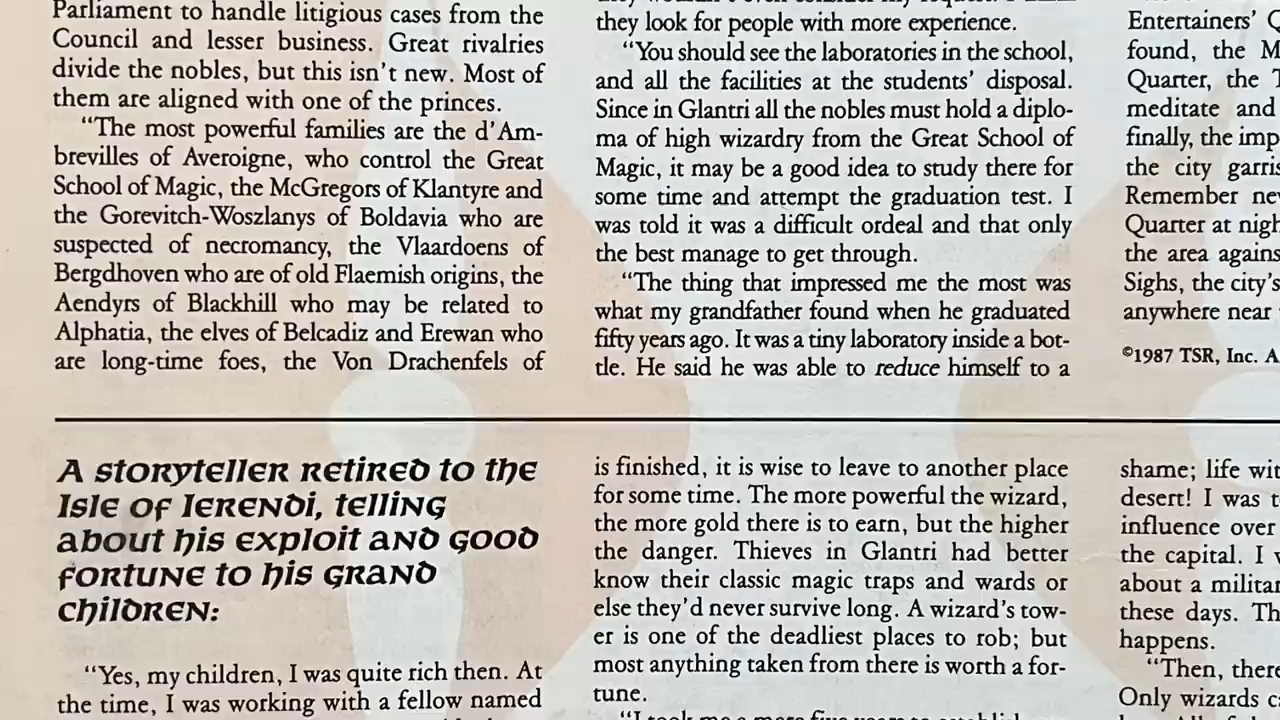 Parliament to handle litigious cases from the
Council and lesser business. Great rivalries
divide the nobles, but this isn't new. Most of
them are aligned with one of the princes.
"The most powerful families are the d'Am-
brevilles of Averoigne, who control the Great
School of Magic, the McGregors of Klantyre and
the Gorevitch-Woszlanys of Boldavia who are
suspected of necromancy, the Vlaardoens of
Bergdhoven who are of old Flaemish origins, the
Aendyrs of Blackhill who may be related to
Alphatia, the elves of Belcadiz and Erewan who
are long-time foes, the Von Drachenfels of
they look for people with more experience.
"You should see the laboratories in the school,
and all the facilities at the students' disposal.
Since in Glantri all the nobles must hold a diplo-
ma of high wizardry from the Great School of
Magic, it may be a good idea to study there for
some time and attempt the graduation test. I
was told it was a difficult ordeal and that only
the best manage to get through.
"The thing that impressed me the most was
what my grandfather found when he graduated
fifty years ago. It was a tiny laboratory inside a bot-
tle. He said he was able to reduce himself to a
Entertainers'
found, the
Quarter, the
meditate and
finally, the
the city
Remember
Quarter at
the area
Sighs, the city's
anywhere near
©1987 TSR, Inc.
A storyteller retired to the
Isle of Ierendi, telling
about his exploit and good
fortune to his grand
children:
"Yes, my children, I was quite rich then. At
the time, I was working with a fellow named
is finished, it is wise to leave to another place
for some time. The more powerful the wizard,
the more gold there is to earn, but the higher
the danger. Thieves in Glantri had better
know their classic magic traps and wards or
else they'd never survive long. A wizard's tow-
er is one of the deadliest places to rob; but
most anything taken from there is worth a for-
tune.
shame; life
desert! I was
influence over
the capital. I
about a
these days.
happens.
"Then, there
Only wizards